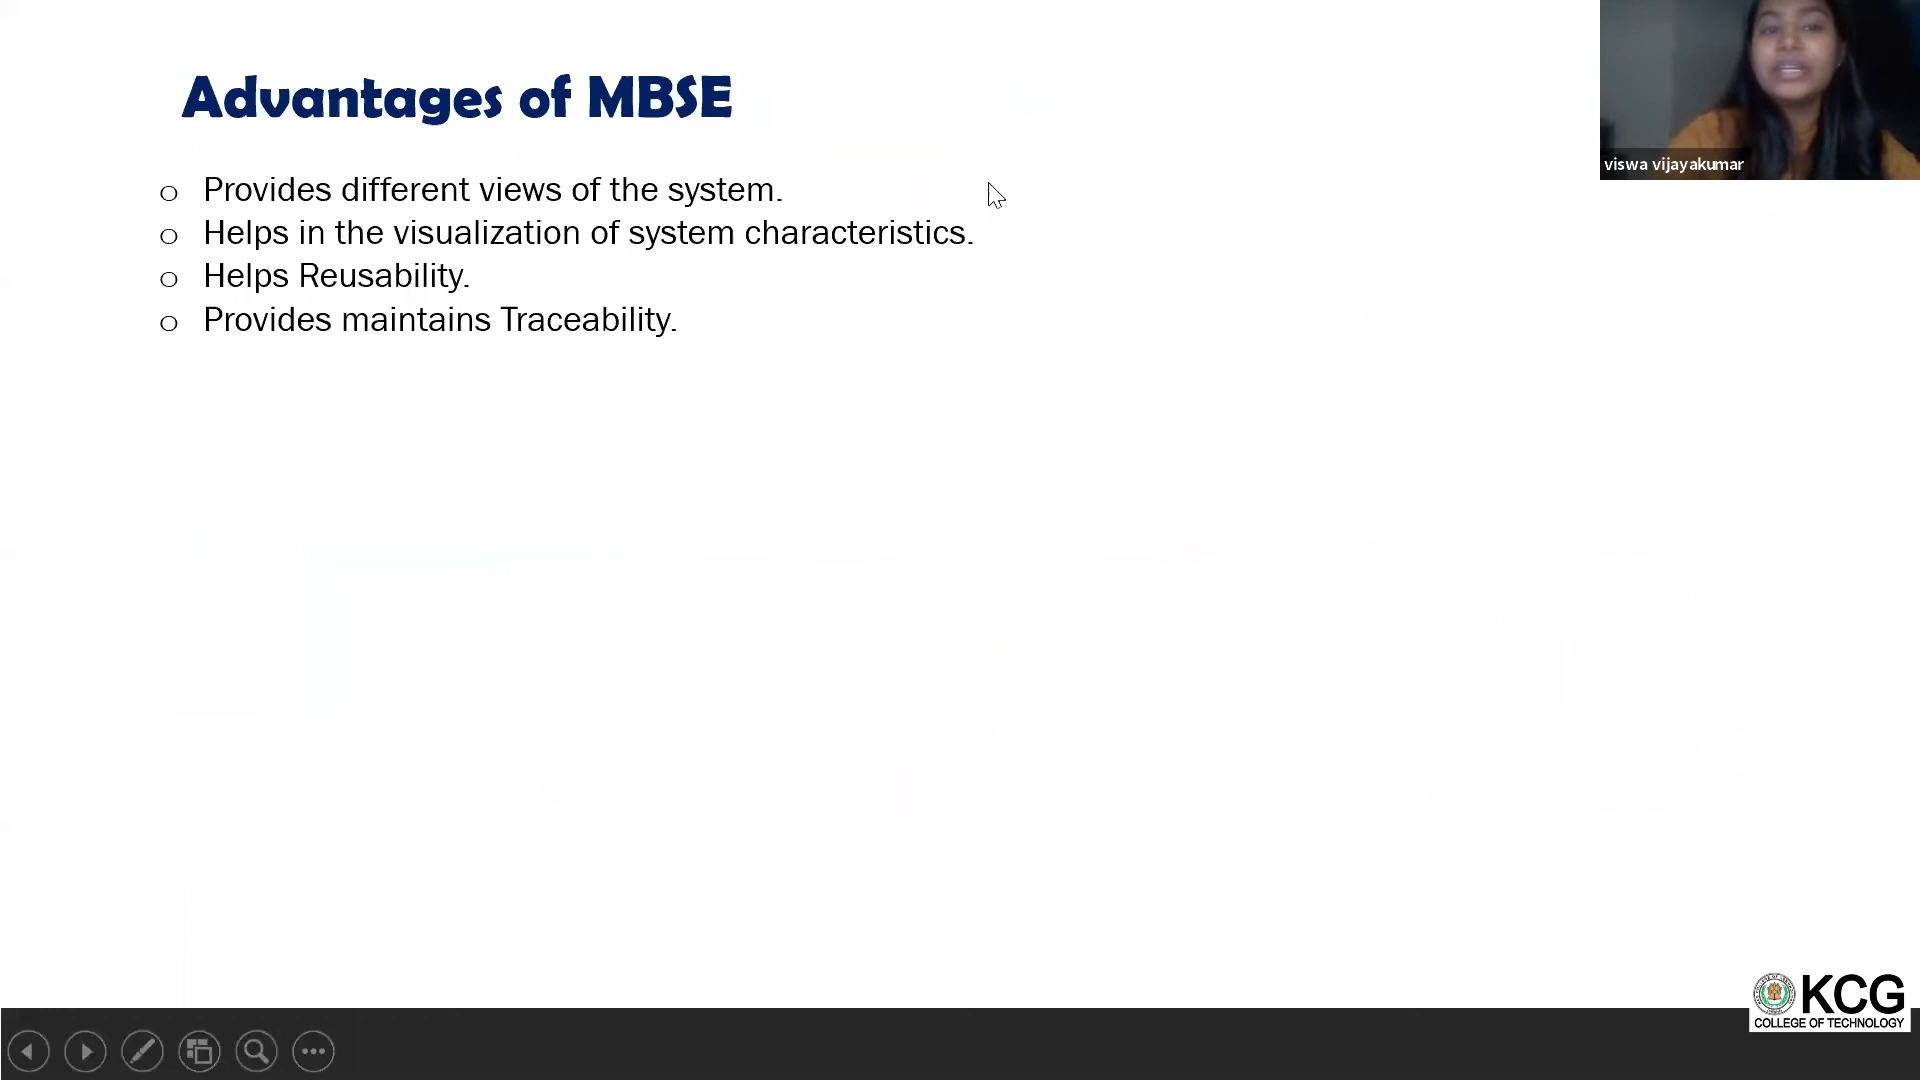 Advantages of MBSE
viswa vijayakumar
o Provides different views of the system.
o Helps in the visualization of system characteristics.
o Helps Reusability.
o Provides maintains Traceability.
KCG
COLLEGE OF TECHNOLOGY